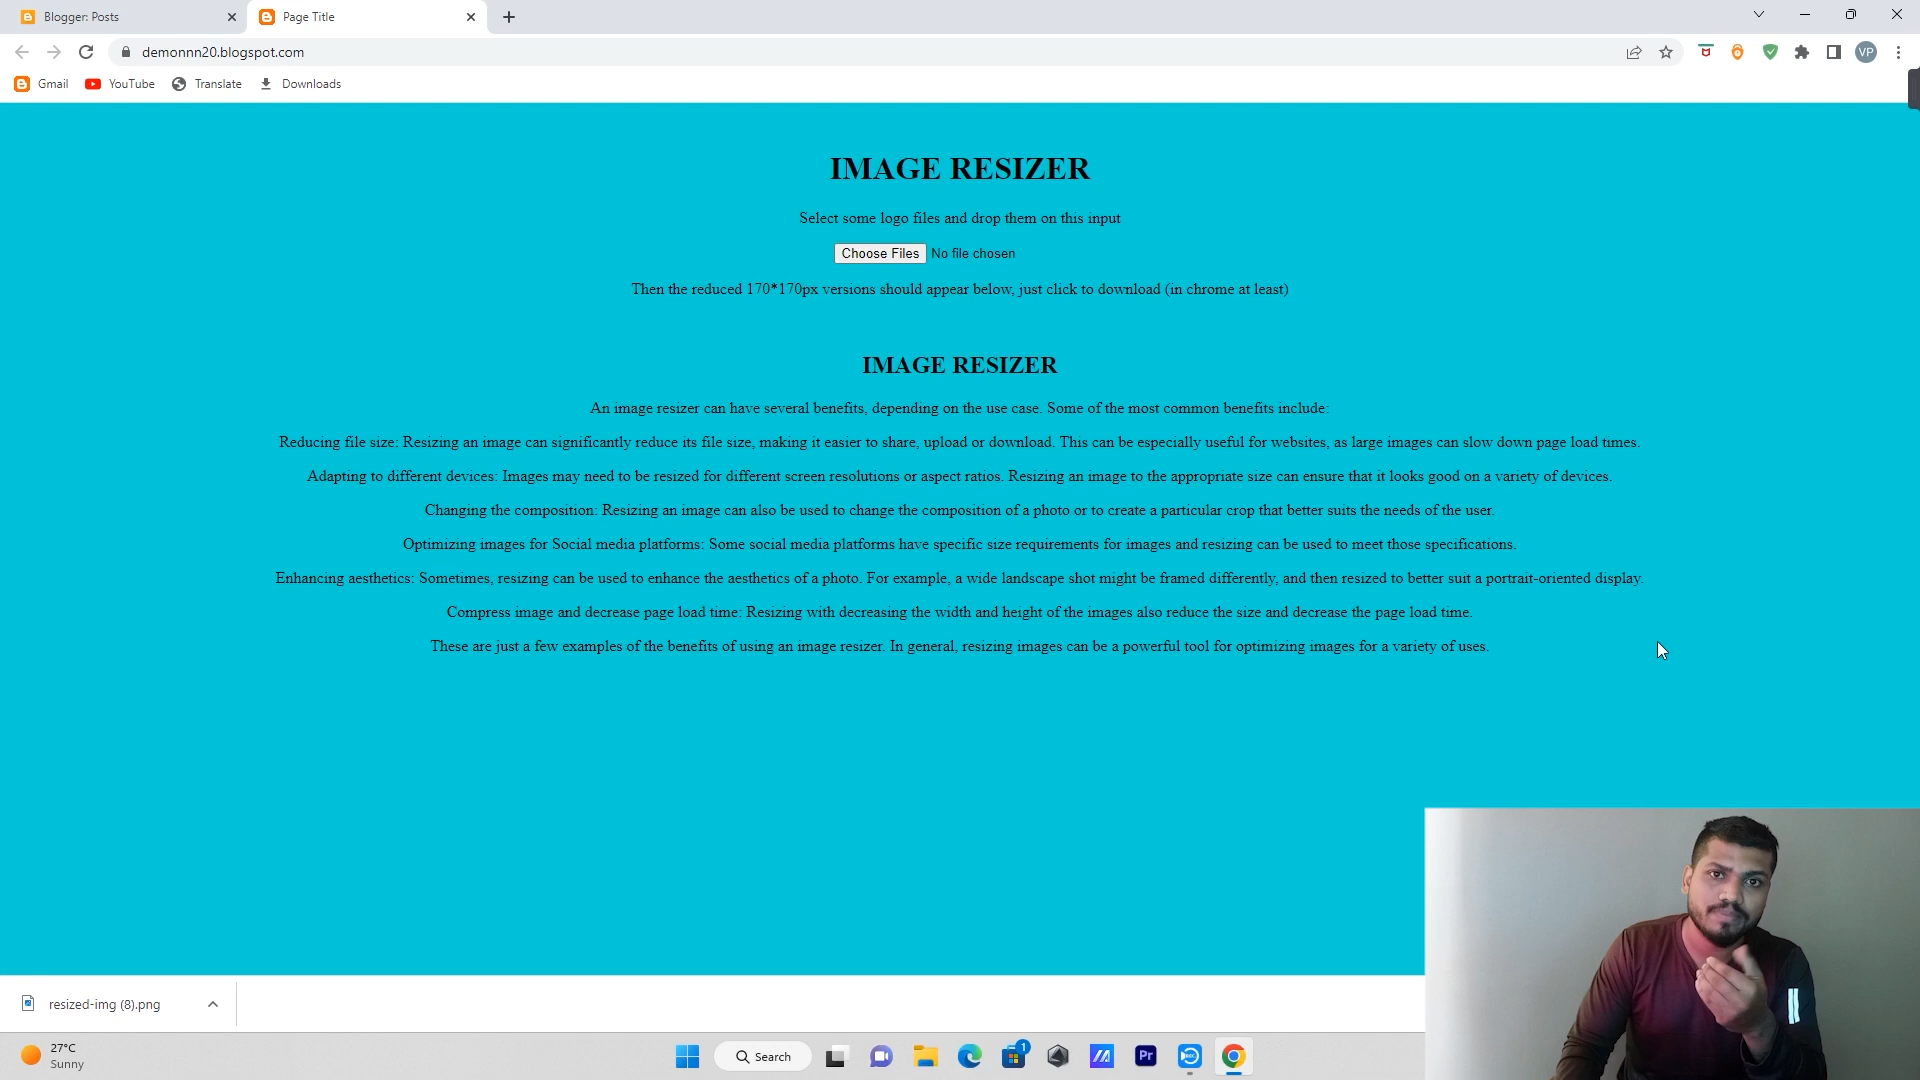 Blogger: Posts
Page Title
demonnn20.blogspot.com
VP
Gmail
YouTube
Translate
Downloads
IMAGE RESIZER
Select some logo files and drop them on this input
Choose Files No file chosen
Then the reduced 170*170px versions should appear below, just click to download (in chrome at least)
IMAGE RESIZER
An image resizer can have several benefits, depending on the use case. Some of the most common benefits include:
Reducing file size: Resizing an image can significantly reduce its file size, making it easier to share, upload or download. This can be especially useful for websites, as large images can slow down page load times.
Adapting to different devices: Images may need to be resized for different screen resolutions or aspect ratios. Resizing an image to the appropriate size can ensure that it looks good on a variety of devices.
Changing the composition: Resizing an image can also be used to change the composition of a photo or to create a particular crop that better suits the needs of the user.
Optimizing images for Social media platforms: Some social media platforms have specific size requirements for images and resizing can be used to meet those specifications.
Enhancing aesthetics: Sometimes, resizing can be used to enhance the aesthetics of a photo. For example, a wide landscape shot might be framed differently, and then resized to better suit a portrait-oriented display.
Compress image and decrease page load time: Resizing with decreasing the width and height of the images also reduce the size and decrease the page load time.
These are just a few examples of the benefits of using an image resizer. In general, resizing images can be a powerful tool for optimizing images for a variety of uses.
resized-img (8).png
27°C
Sunny
Search
1
Pr